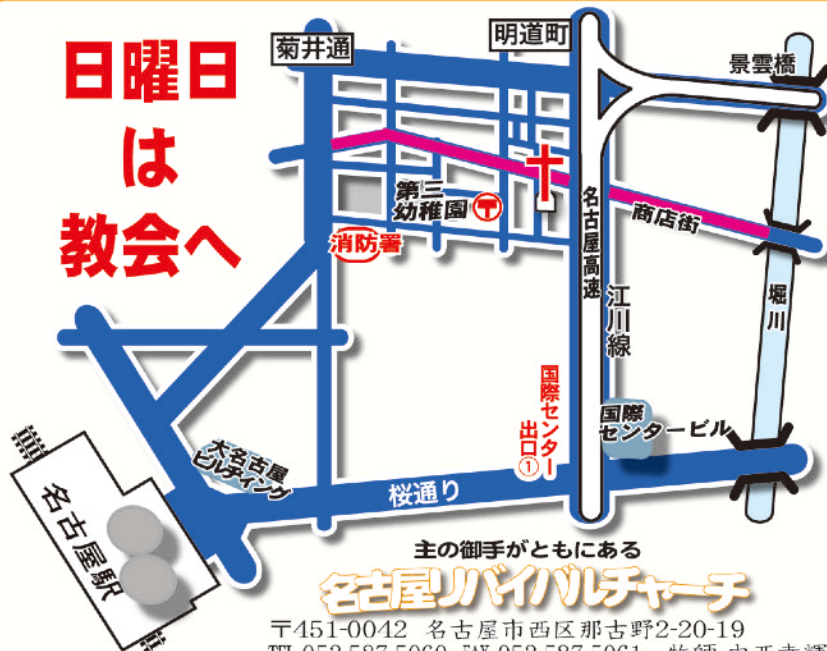 日曜日
は
教会へ
菊井通
明道町
景雲橋
第三
幼稚園
〒
消防署
商店街
名古屋高速
江川線
堀川
国際センター
出口①
国際
センタービル
大名古屋
ビルヂィング
桜通り
名古屋駅
主の御手がともにある
名古屋リバイバルチャーチ
〒451-0042 名古屋市西区那古野2-20-19